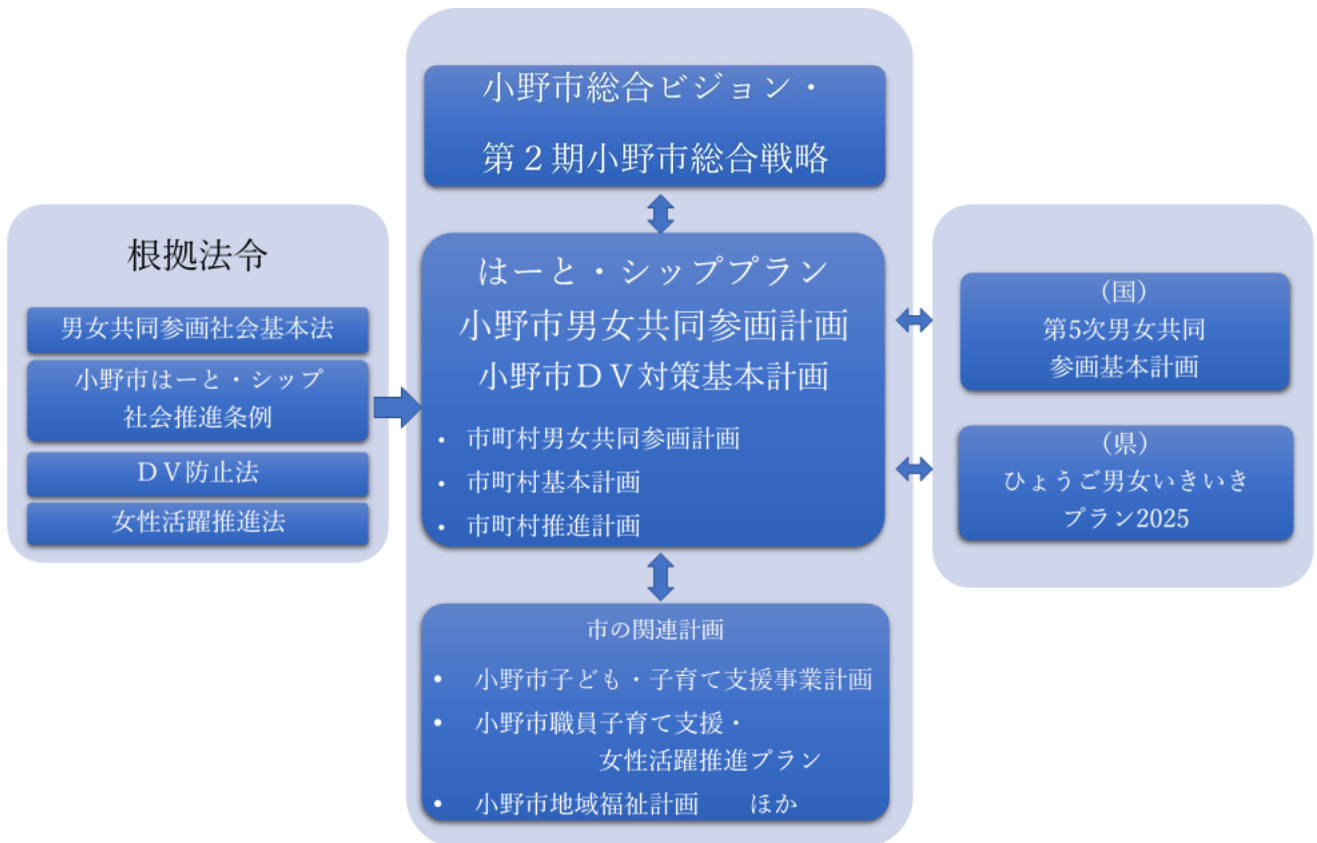 小野市総合ビジョン・
第２期小野市総合戦略
根拠法令
男女共同参画社会基本法
小野市はーと・シップ
社会推進条例
ＤＶ防止法
女性活躍推進法
はーと・シッププラン
小野市男女共同参画計画
小野市ＤＶ対策基本計画
・ 市町村男女共同参画計画
・ 市町村基本計画
・ 市町村推進計画
（国）
第5次男女共同
参画基本計画
（県）
ひょうご男女いきいき
プラン2025
市の関連計画
• 小野市子ども・子育て支援事業計画
• 小野市職員子育て支援・
女性活躍推進プラン
• 小野市地域福祉計画　　ほか